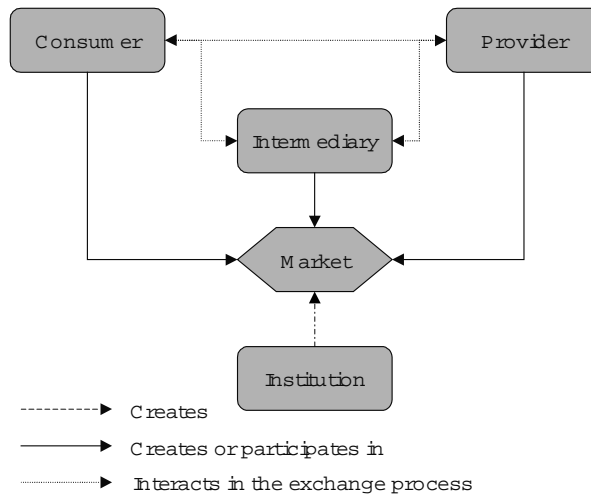 Consumer
Provider
Intermediary
Market
Institution
Creates
Creates or participates in
Interacts in the exchange process